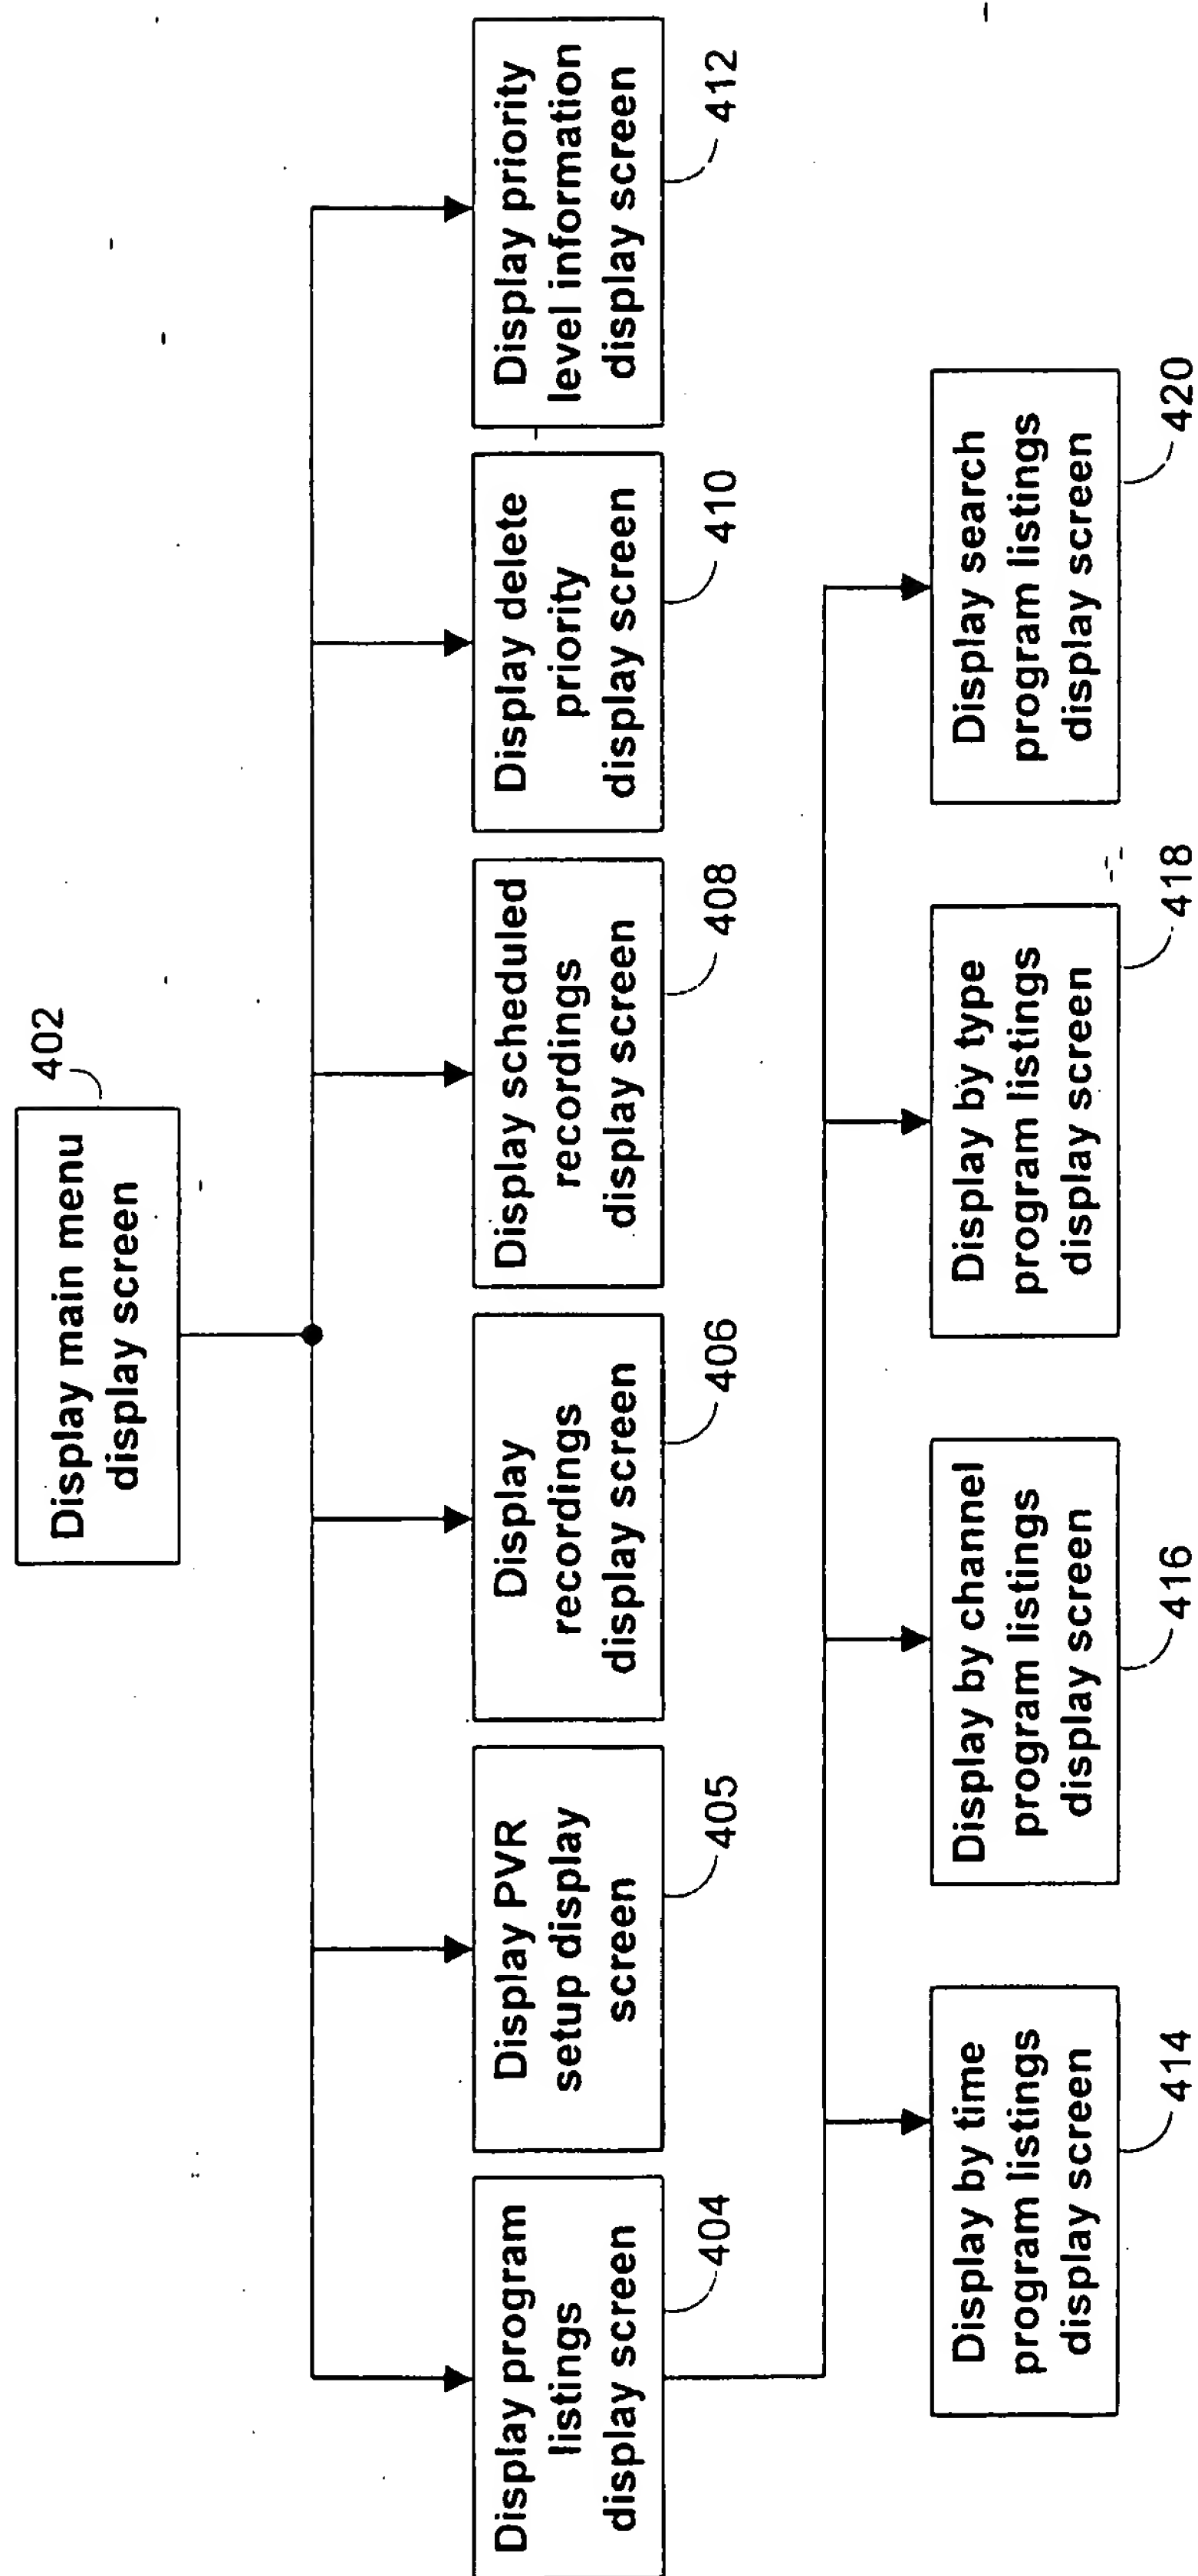 Display main menu
display screen
402
Display program
listings
display screen
404
Display PVR
setup display
screen
405
Display
recordings
display screen
406
Display scheduled
recordings
display screen
408
Display delete
priority
display screen
410
Display priority
level information
display screen
412
Display by time
program listings
display screen
414
Display by channel
program listings
display screen
416
Display by type
program listings
display screen
418
Display search
program listings
display screen
420